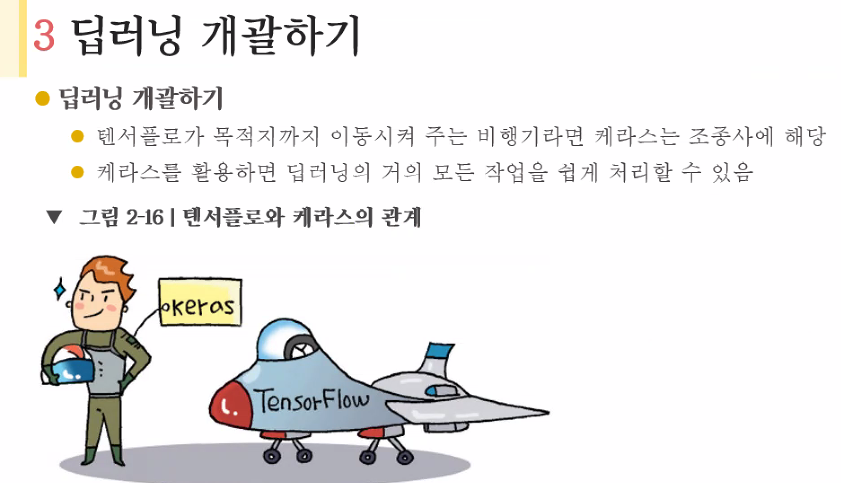 3 딥러닝 개괄하기
딥러닝 개괄하기
텐서플로가 목적지까지 이동시켜 주는 비행기라면 케라스는 조종사에 해당
케라스를 활용하면 딥러닝의 거의 모든 작업을 쉽게 처리할 수 있음
▼ 그림 2-16 | 텐서플로와 케라스의 관계
keras
TensorFlow